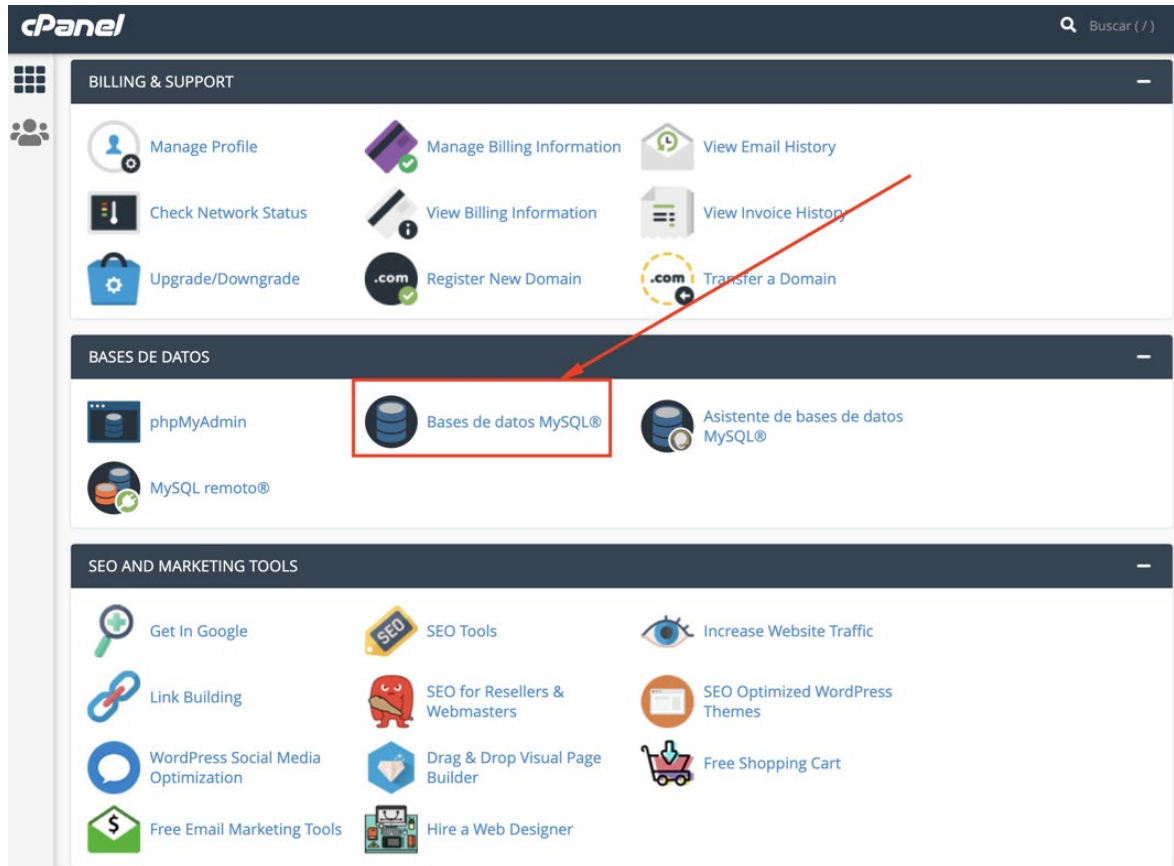 cPanel
Buscar ( / )
BILLING & SUPPORT
Manage Profile
Manage Billing Information
View Email History
Check Network Status
View Billing Information
View Invoice History
Upgrade/Downgrade
.com
Register New Domain
.com
Transfer a Domain
BASES DE DATOS
phpMyAdmin
Bases de datos MySQL®
Asistente de bases de datos
MySQL®
MySQL remoto®
SEO AND MARKETING TOOLS
Get In Google
SEO
SEO Tools
Increase Website Traffic
Link Building
SEO for Resellers &
Webmasters
SEO Optimized WordPress
Themes
WordPress Social Media
Optimization
Drag & Drop Visual Page
Builder
Free Shopping Cart
$
Free Email Marketing Tools
Hire a Web Designer